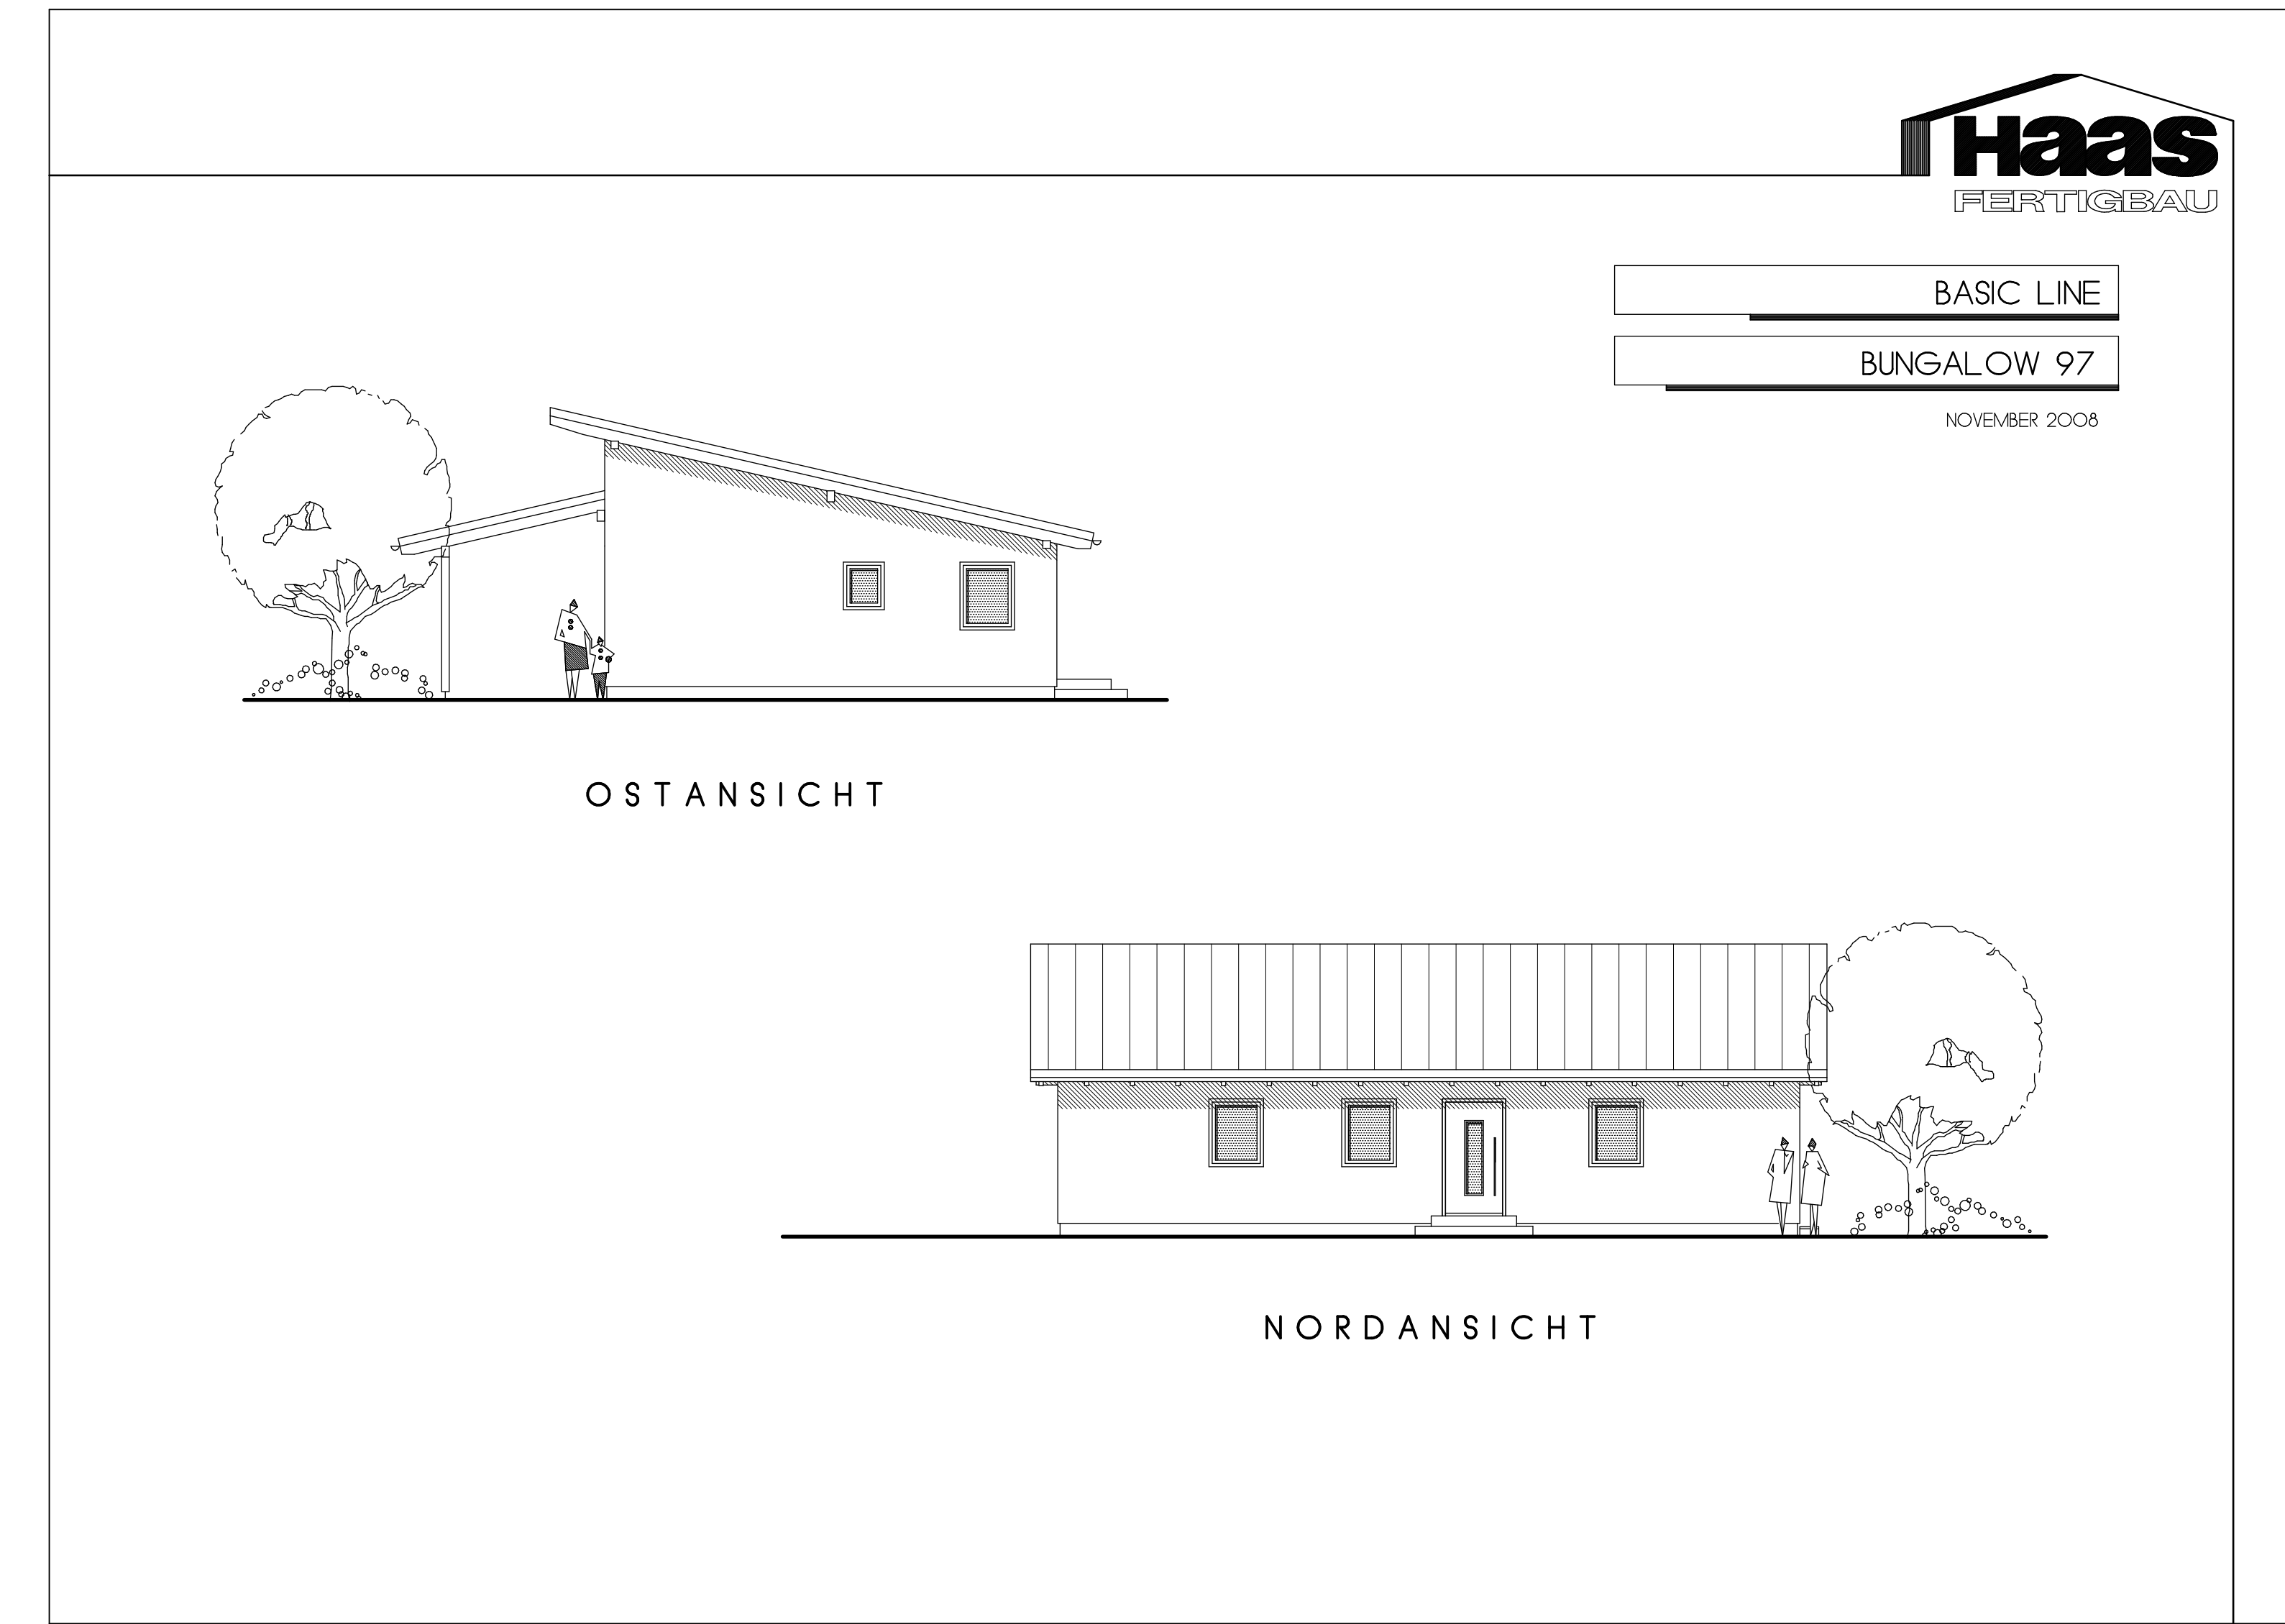 Haas
FERTIGBAU
BASIC LINE
BUNGALOW 97
NOVEMBER 2008
OSTANSICHT
NORDANSICHT